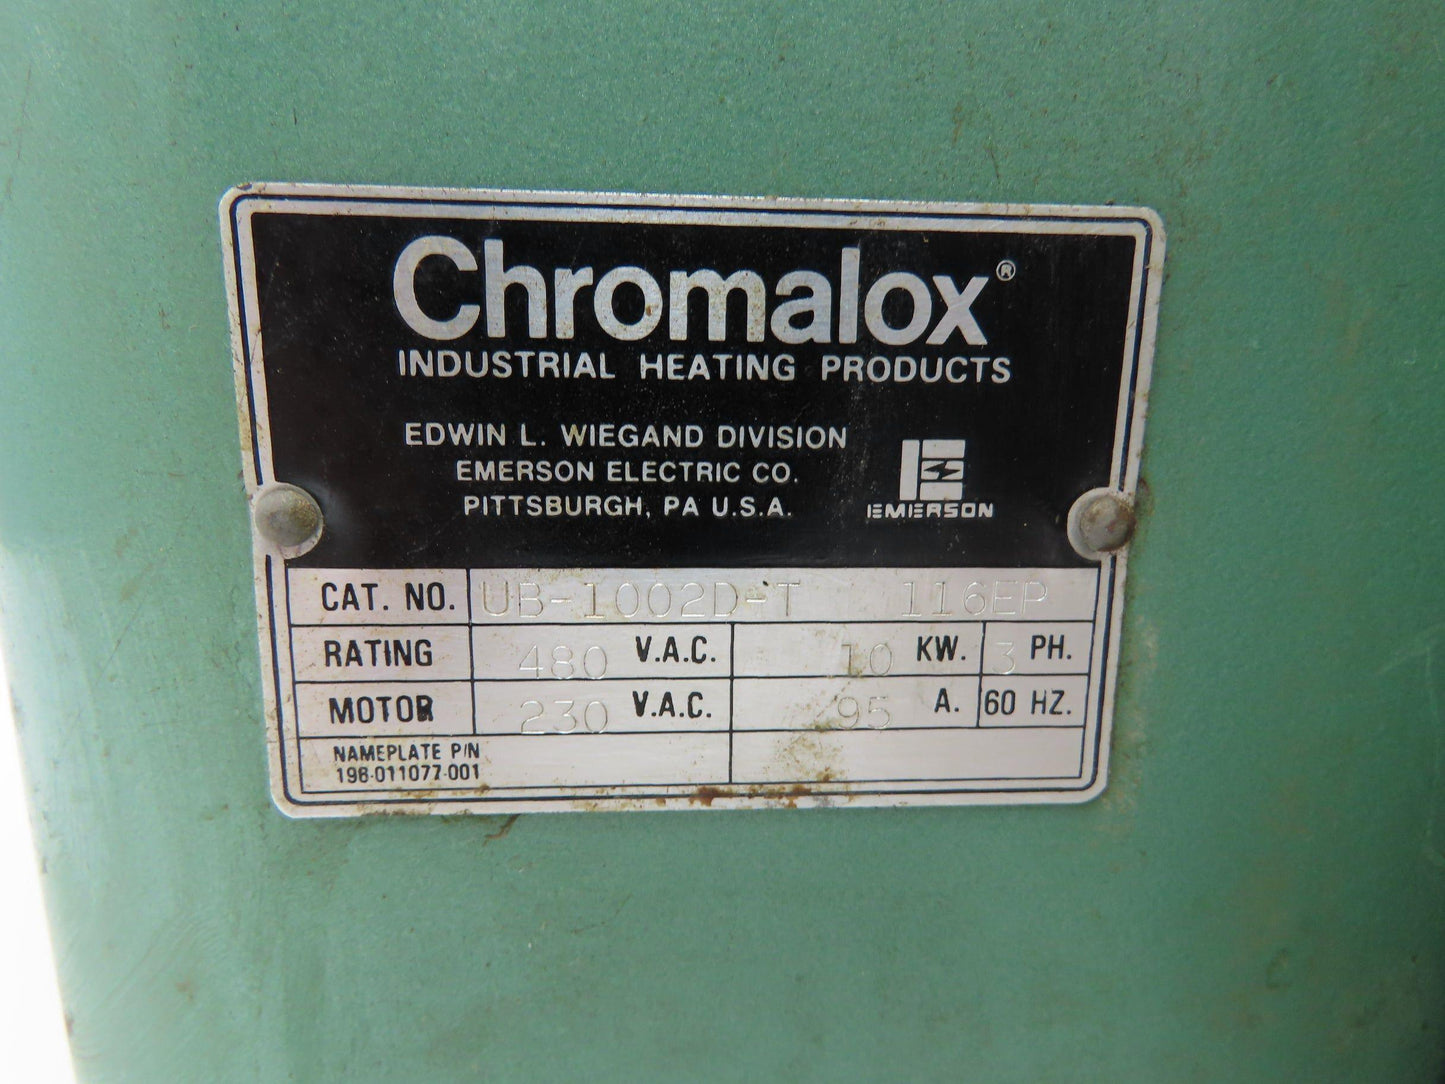 Chromalox®
INDUSTRIAL HEATING PRODUCTS
EDWIN L. WIEGAND DIVISION
EMERSON ELECTRIC CO.
PITTSBURGH, PA U.S.A.
EMERSON
CAT. NO. UB-1002D-T 116EP
RATING 480 V.A.C. 10 KW. 3 PH.
MOTOR 230 V.A.C. 95 A. 60 HZ.
NAMEPLATE P/N
196-011077-001